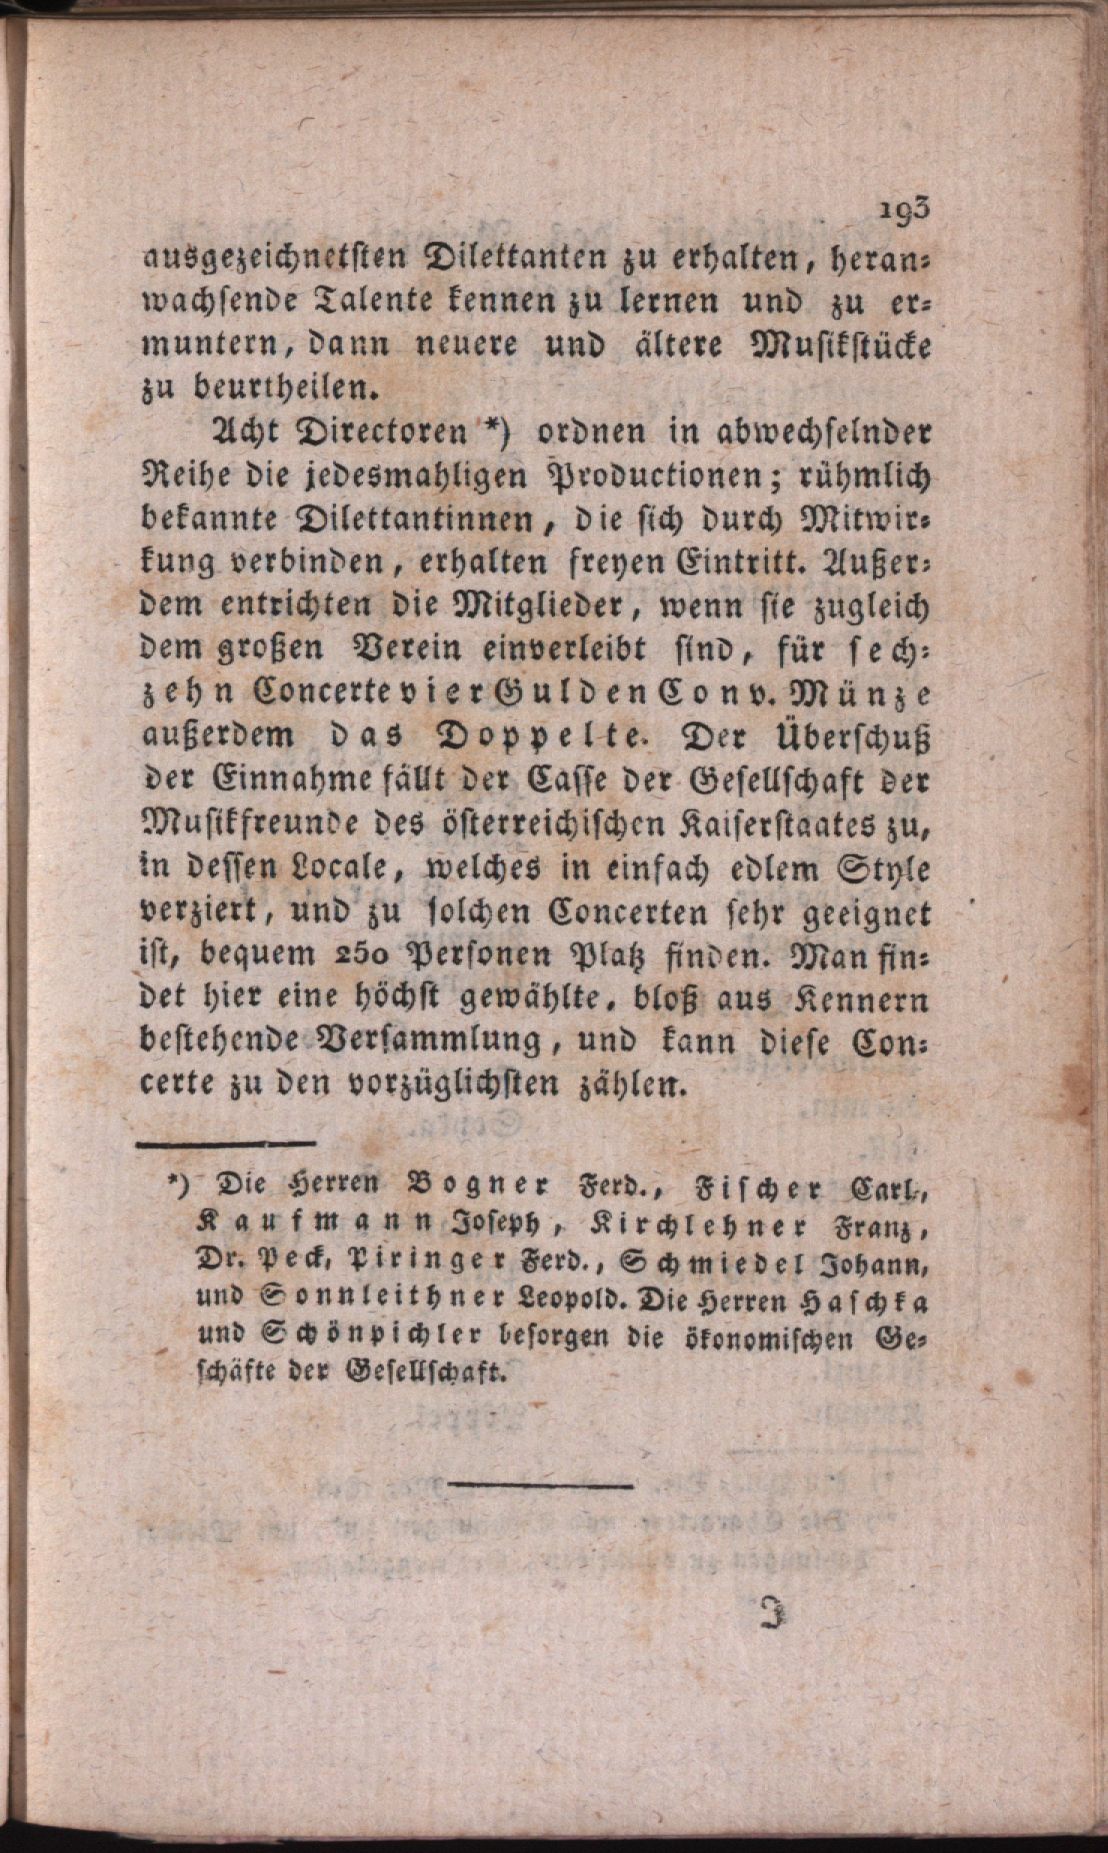 193
ausgezeichnetsten Dilettanten zu erhalten, heran-
wachsende Talente kennen zu lernen und zu er-
muntern, dann neuere und ältere Musikstücke
zu beurtheilen.
Acht Directoren *) ordnen in abwechselnder
Reihe die jedesmahligen Productionen; rühmlich
bekannte Dilettantinnen, die sich durch Mitwir-
kung verbinden, erhalten freyen Eintritt. Außer-
dem entrichten die Mitglieder, wenn sie zugleich
dem großen Verein einverleibt sind, für sech-
zehn Concerte vier Gulden Conv. Münze
außerdem das Doppelte. Der Überschuß
der Einnahme fällt der Casse der Gesellschaft der
Musikfreunde des österreichischen Kaiserstaates zu,
in dessen Locale, welches in einfach edlem Style
verziert, und zu solchen Concerten sehr geeignet
ist, bequem 250 Personen Platz finden. Man fin-
det hier eine höchst gewählte, bloß aus Kennern
bestehende Versammlung, und kann diese Con-
certe zu den vorzüglichsten zählen.
*) Die Herren Bogner Ferd., Fischer Carl,
Kaufmann Joseph, Kirchlehner Franz,
Dr. Peck, Piringer Ferd., Schmiedel Johann,
und Sonnleithner Leopold. Die Herren Haschka
und Schönpichler besorgen die ökonomischen Ge-
schäfte der Gesellschaft.
J